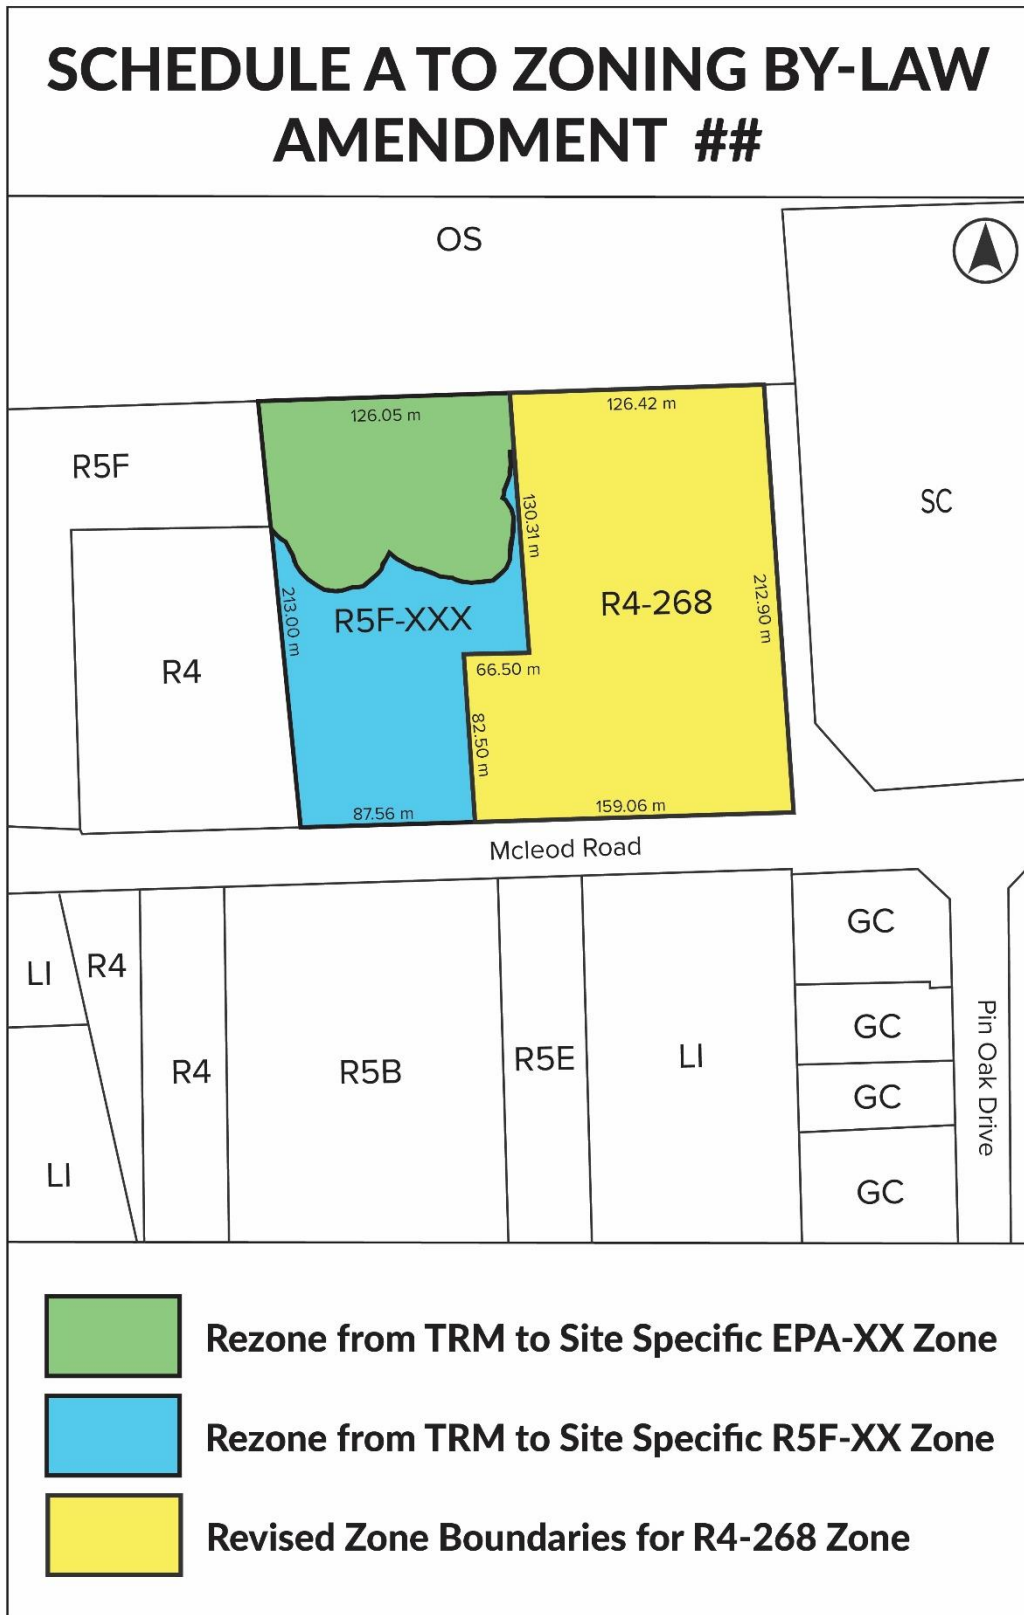 SCHEDULE A TO ZONING BY-LAW
AMENDMENT ##
OS
126.05 m
126.42 m
R5F
SC
130.31 m
R4-268
212.90 m
213.00 m
R5F-XXX
R4
66.50 m
82.50 m
87.56 m
159.06 m
Mcleod Road
GC
LI
R4
GC
R4
R5B
R5E
LI
Pin Oak Drive
GC
LI
GC
Rezone from TRM to Site Specific EPA-XX Zone
Rezone from TRM to Site Specific R5F-XX Zone
Revised Zone Boundaries for R4-268 Zone